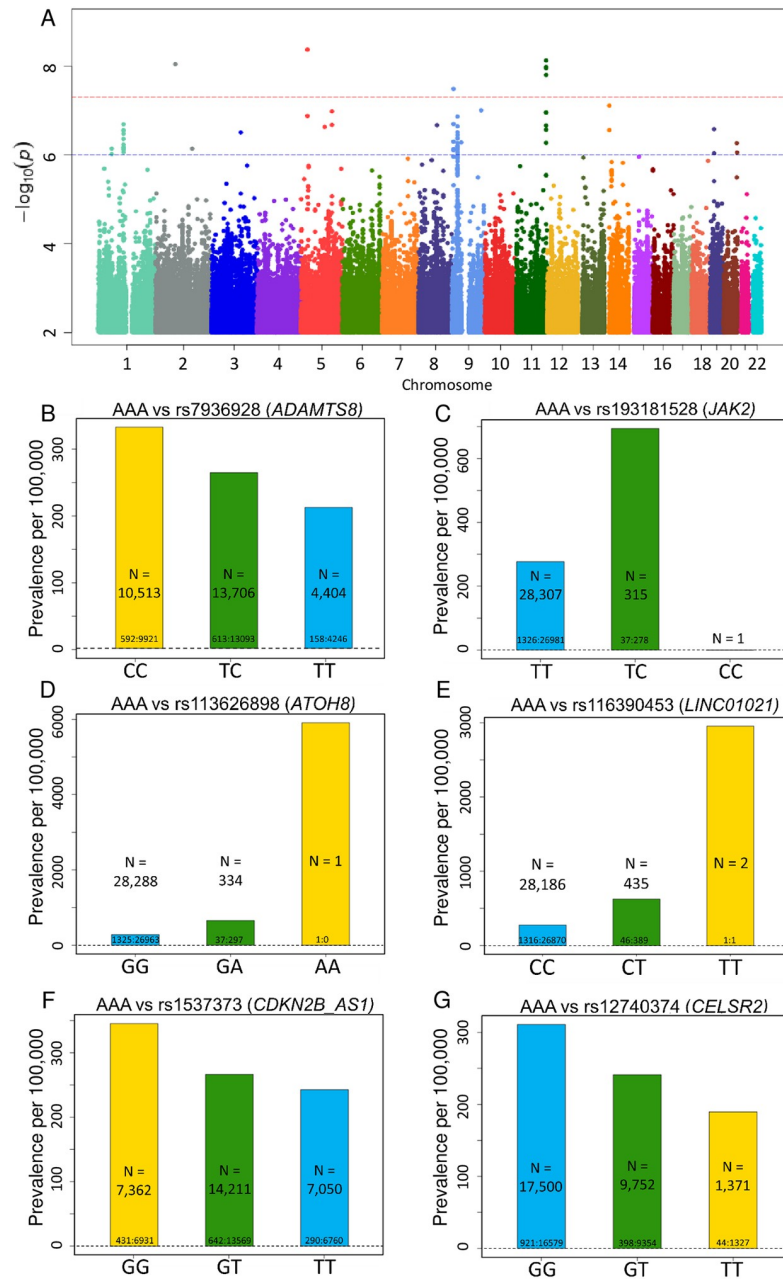 A
−log10(p)
8
6
4
2
1 2 3 4 5 6 7 8 9 10 11 12 13 14 16 18 20 22
Chromosome
B
AAA vs rs7936928 (ADAMTS8)
Prevalence per 100,000
300
200
100
0
N =
10,513
592:9921
N =
13,706
613:13093
N =
4,404
158:4246
CC TC TT
C
AAA vs rs193181528 (JAK2)
Prevalence per 100,000
600
400
200
0
N =
28,307
1326:26981
N =
315
37:278
N = 1
TT TC CC
D
AAA vs rs113626898 (ATOH8)
Prevalence per 100,000
6000
4000
2000
0
N =
28,288
1325:26963
N =
334
37:297
N = 1
1:0
GG GA AA
E
AAA vs rs116390453 (LINC01021)
Prevalence per 100,000
3000
2000
1000
0
N =
28,186
1316:26870
N =
435
46:389
N = 2
1:1
CC CT TT
F
AAA vs rs1537373 (CDKN2B_AS1)
Prevalence per 100,000
300
200
100
0
N =
7,362
431:6931
N =
14,211
642:13569
N =
7,050
290:6760
GG GT TT
G
AAA vs rs12740374 (CELSR2)
Prevalence per 100,000
300
200
100
0
N =
17,500
921:16579
N =
9,752
398:9354
N =
1,371
44:1327
GG GT TT